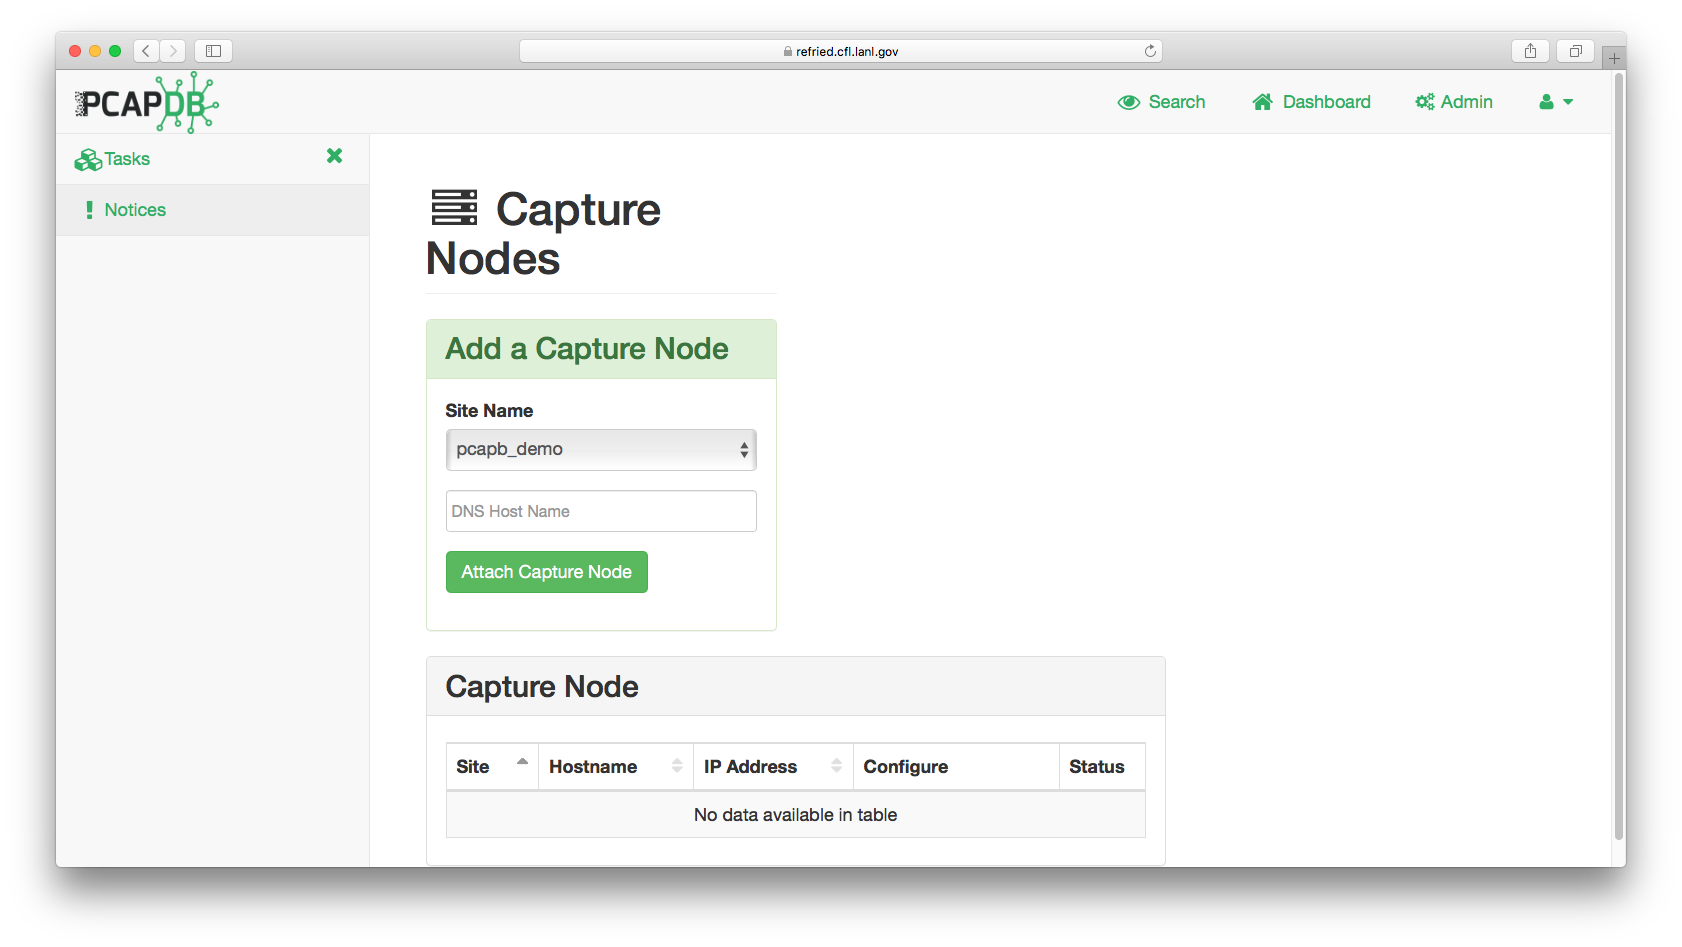 refried.cfl.lanl.gov
PCAPDB
Search
Dashboard
Admin
Tasks
Notices
Capture
Nodes
Add a Capture Node
Site Name
pcapb_demo
DNS Host Name
Attach Capture Node
Capture Node
Site Hostname IP Address Configure Status
No data available in table